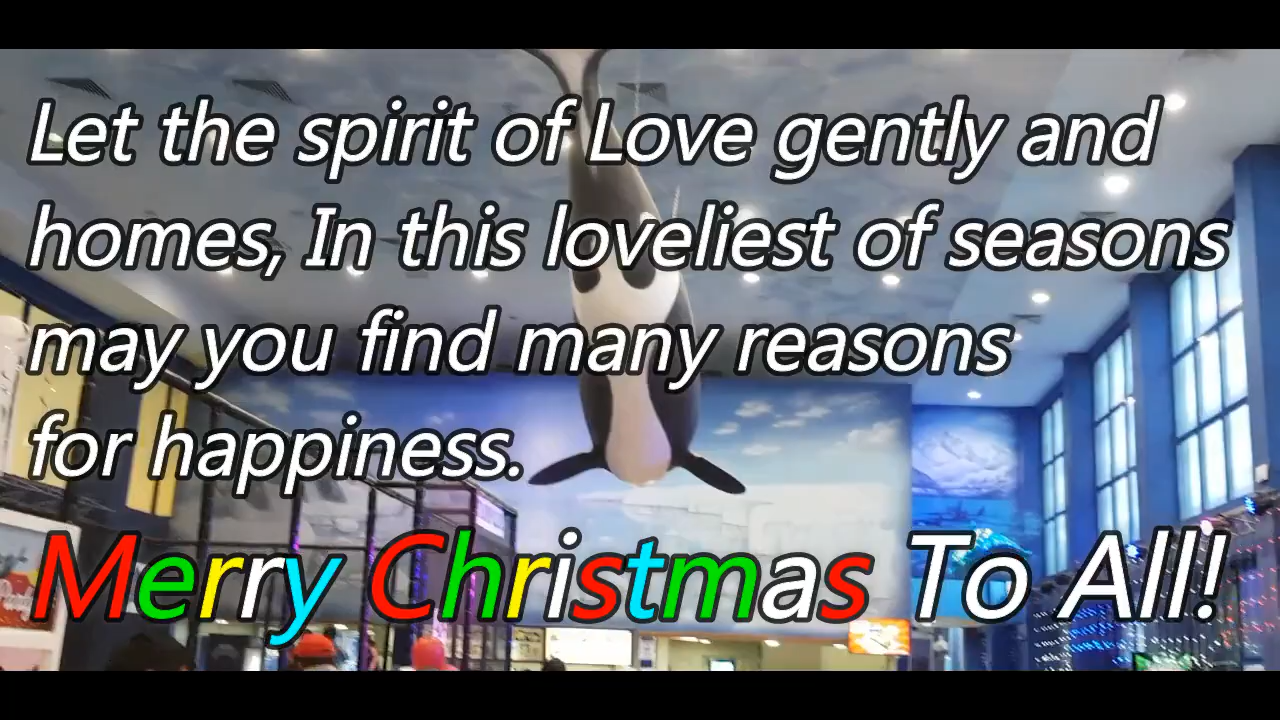 Let the spirit of Love gently and
homes, In this loveliest of seasons
may you find many reasons
for happiness.
Merry Christmas To All!